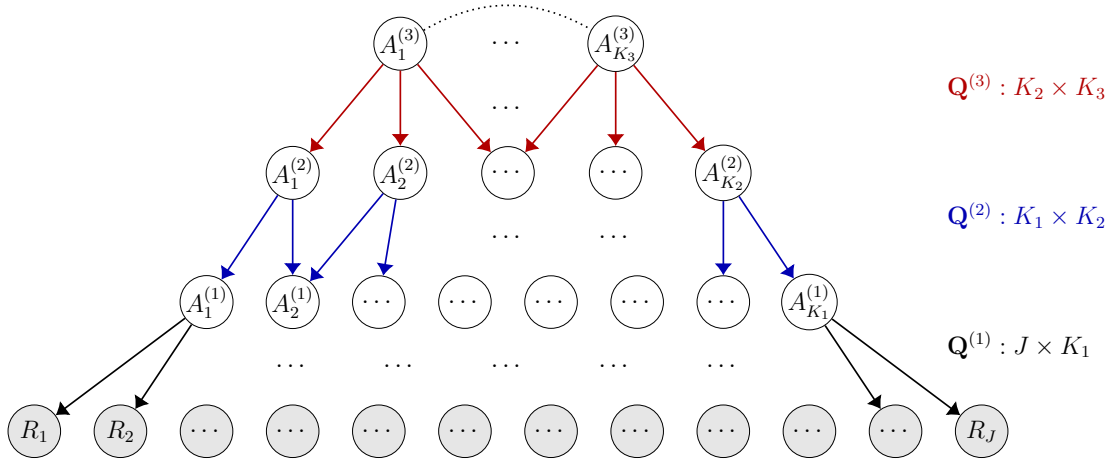 A_1^{(3)} ⋯ A_{K_3}^{(3)}
⋯ 𝐐^{(3)} : K_2 × K_3
A_1^{(2)} A_2^{(2)} ⋯ ⋯ A_{K_2}^{(2)}
⋯ ⋯ 𝐐^{(2)} : K_1 × K_2
A_1^{(1)} A_2^{(1)} ⋯ ⋯ ⋯ ⋯ ⋯ A_{K_1}^{(1)}
⋯ ⋯ ⋯ ⋯ ⋯ 𝐐^{(1)} : J × K_1
R_1 R_2 ⋯ ⋯ ⋯ ⋯ ⋯ ⋯ ⋯ ⋯ ⋯ R_J